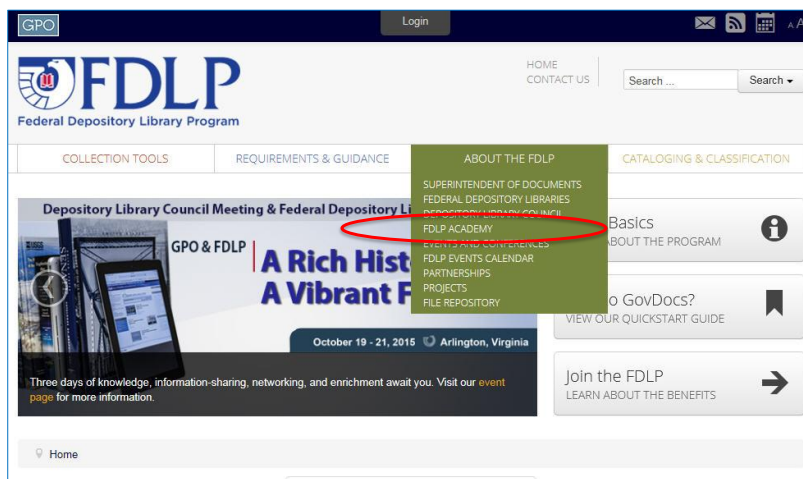 GPO
Login
A A
HOME
CONTACT US
Search ...
Search
FDLP
Federal Depository Library Program
COLLECTION TOOLS
REQUIREMENTS & GUIDANCE
ABOUT THE FDLP
CATALOGING & CLASSIFICATION
SUPERINTENDENT OF DOCUMENTS
FEDERAL DEPOSITORY LIBRARIES
DEPOSITORY LIBRARY COUNCIL
FDLP ACADEMY
EVENTS AND CONFERENCES
FDLP EVENTS CALENDAR
PARTNERSHIPS
PROJECTS
FILE REPOSITORY
Depository Library Council Meeting & Federal Depository Li
GPO & FDLP
A Rich Hist
A Vibrant F
October 19 - 21, 2015 Arlington, Virginia
Three days of knowledge, information-sharing, networking, and enrichment await you. Visit our event
page for more information.
Basics
ABOUT THE PROGRAM
o GovDocs?
VIEW OUR QUICKSTART GUIDE
Join the FDLP
LEARN ABOUT THE BENEFITS
Home